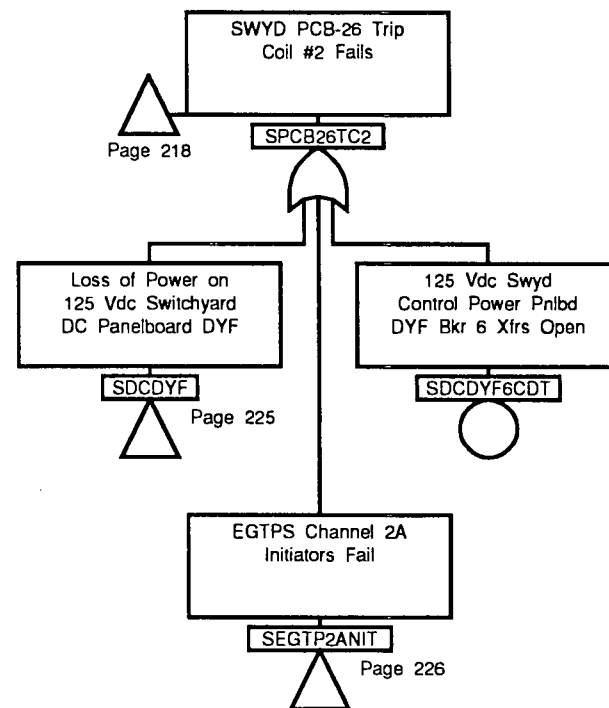 SWYD PCB-26 Trip
Coil #2 Fails
Page 218
SPCB26TC2
Loss of Power on
125 Vdc Switchyard
DC Panelboard DYF
SDCDYF
Page 225
125 Vdc Swyd
Control Power Pnlbd
DYF Bkr 6 Xfrs Open
SDCDYF6CDT
EGTPS Channel 2A
Initiators Fail
SEGTP2ANIT
Page 226